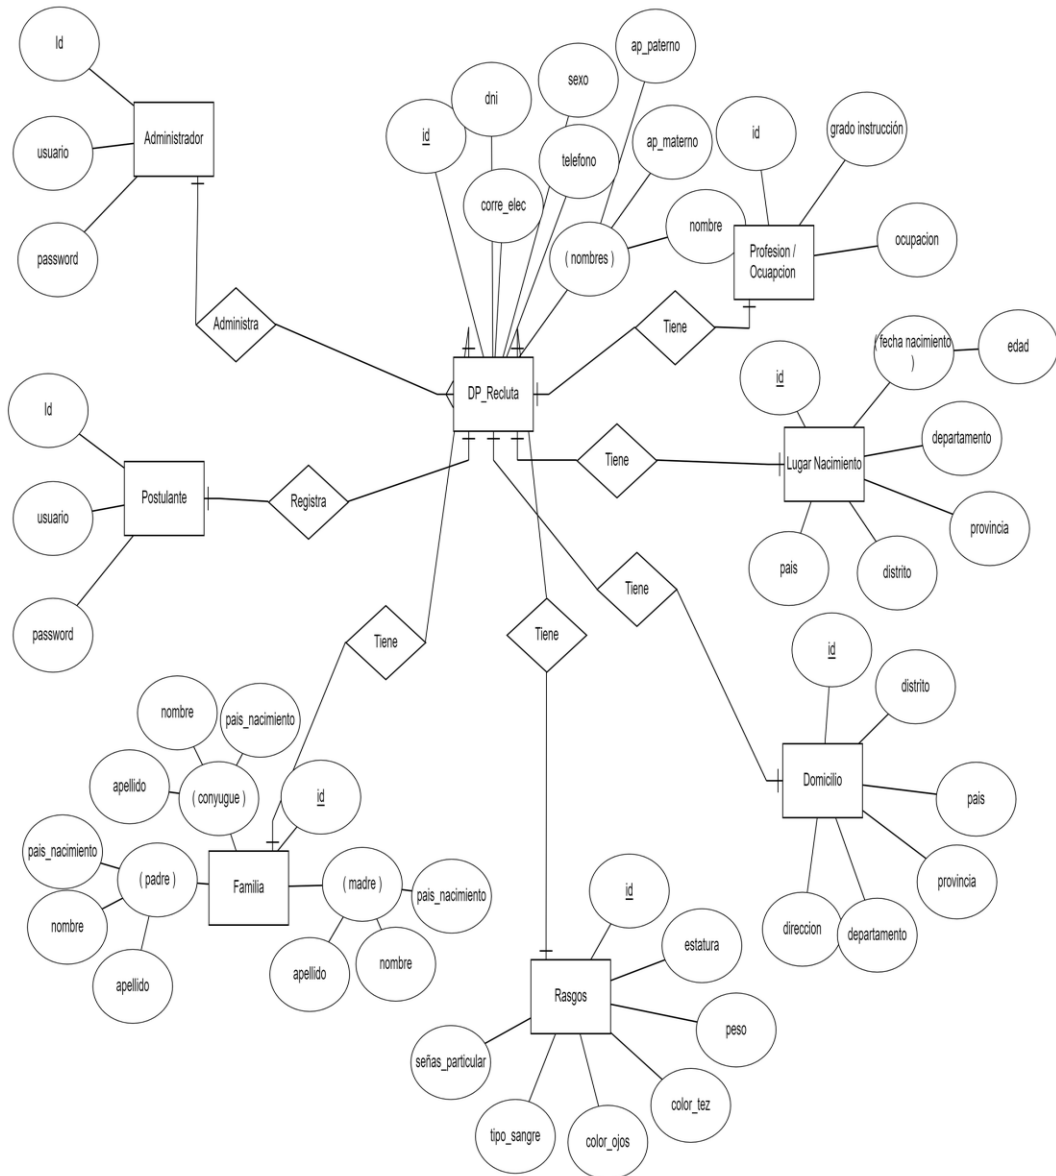 Id
usuario
Administrador
password
Administra
id
dni
sexo
ap_paterno
corre_elec
telefono
ap_materno
( nombres )
nombre
id
grado instrucción
ocupacion
Profesion /
Ocuapcion
Tiene
DP_Recluta
Id
usuario
Postulante
password
Registra
Tiene
id
( fecha nacimiento
)
edad
departamento
Lugar Nacimiento
provincia
pais
distrito
Tiene
Tiene
Tiene
id
distrito
Domicilio
pais
provincia
direccion
departamento
nombre
pais_nacimiento
apellido
( conyugue )
id
pais_nacimiento
( padre )
nombre
apellido
Familia
( madre )
pais_nacimiento
apellido
nombre
id
estatura
Rasgos
peso
señas_particular
color_tez
tipo_sangre
color_ojos